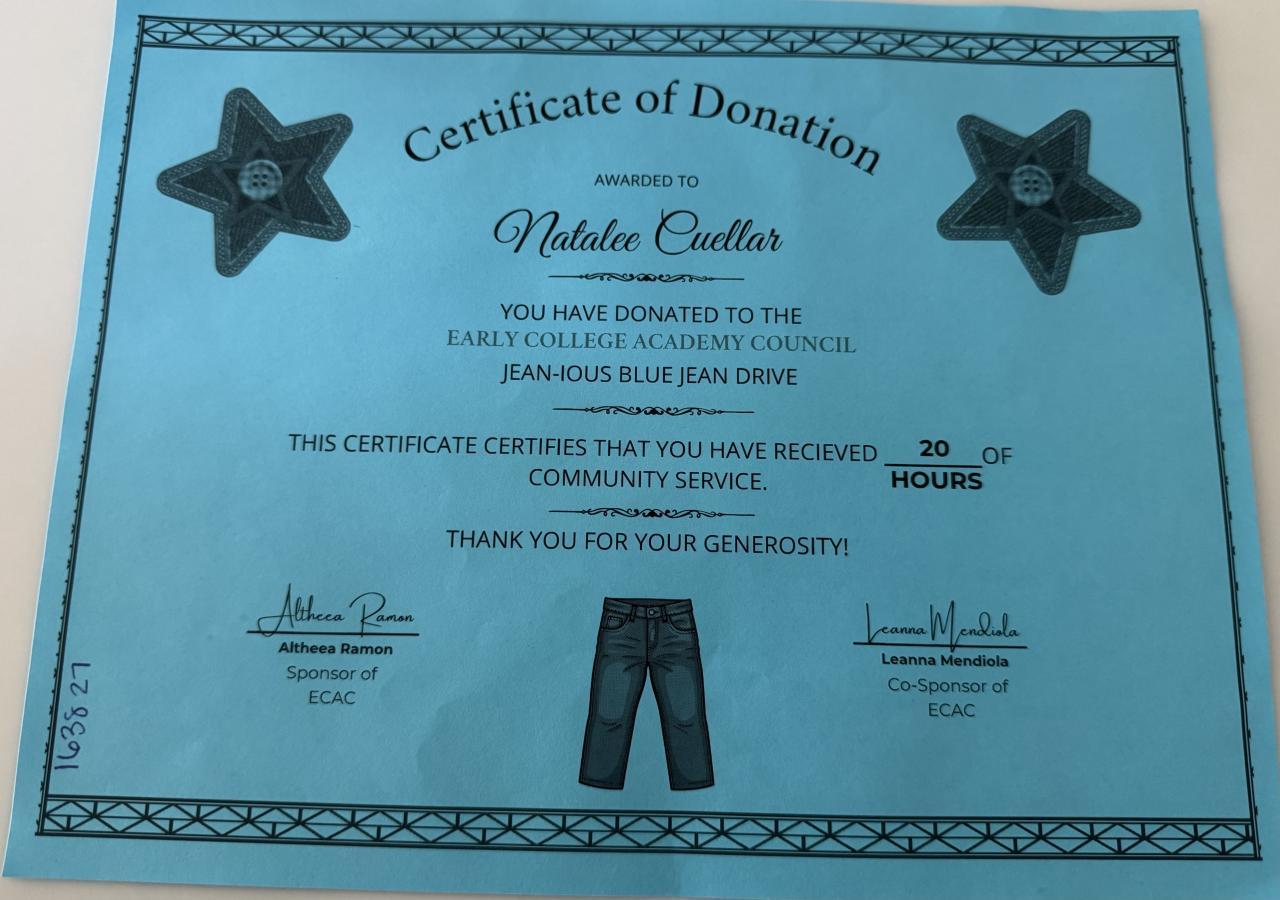 Certificate of Donation
AWARDED TO
Natalee Cuellar
YOU HAVE DONATED TO THE
EARLY COLLEGE ACADEMY COUNCIL
JEAN-IOUS BLUE JEAN DRIVE
THIS CERTIFICATE CERTIFIES THAT YOU HAVE RECIEVED 20 OF
HOURS
COMMUNITY SERVICE.
THANK YOU FOR YOUR GENEROSITY!
Altheea Ramon
Altheea Ramon
Sponsor of
ECAC
Leanna Mendiola
Leanna Mendiola
Co-Sponsor of
ECAC
163827